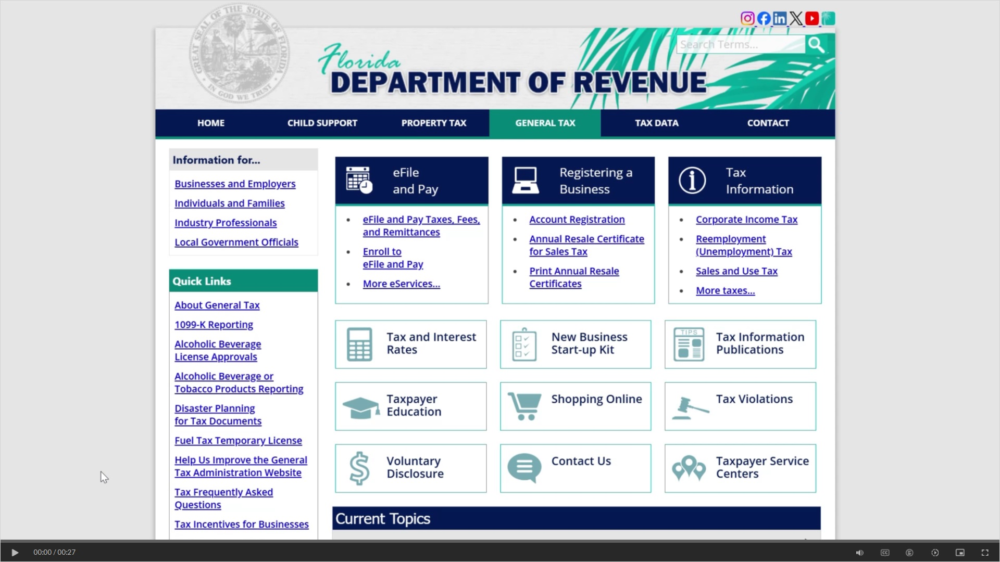 GREAT SEAL OF THE STATE OF FLORIDA
IN GOD WE TRUST
Search Terms...
Florida
DEPARTMENT OF REVENUE
HOME
CHILD SUPPORT
PROPERTY TAX
GENERAL TAX
TAX DATA
CONTACT
Information for...
Businesses and Employers
Individuals and Families
Industry Professionals
Local Government Officials
Quick Links
About General Tax
1099-K Reporting
Alcoholic Beverage
License Approvals
Alcoholic Beverage or
Tobacco Products Reporting
Disaster Planning
for Tax Documents
Fuel Tax Temporary License
Help Us Improve the General
Tax Administration Website
Tax Frequently Asked
Questions
Tax Incentives for Businesses
eFile
and Pay
eFile and Pay Taxes, Fees,
and Remittances
Enroll to
eFile and Pay
More eServices...
Registering a
Business
Account Registration
Annual Resale Certificate
for Sales Tax
Print Annual Resale
Certificates
Tax
Information
Corporate Income Tax
Reemployment
(Unemployment) Tax
Sales and Use Tax
More taxes...
Tax and Interest
Rates
New Business
Start-up Kit
TIPS
Tax Information
Publications
Taxpayer
Education
Shopping Online
Tax Violations
Voluntary
Disclosure
Contact Us
Taxpayer Service
Centers
Current Topics
00:00 / 00:27
CC